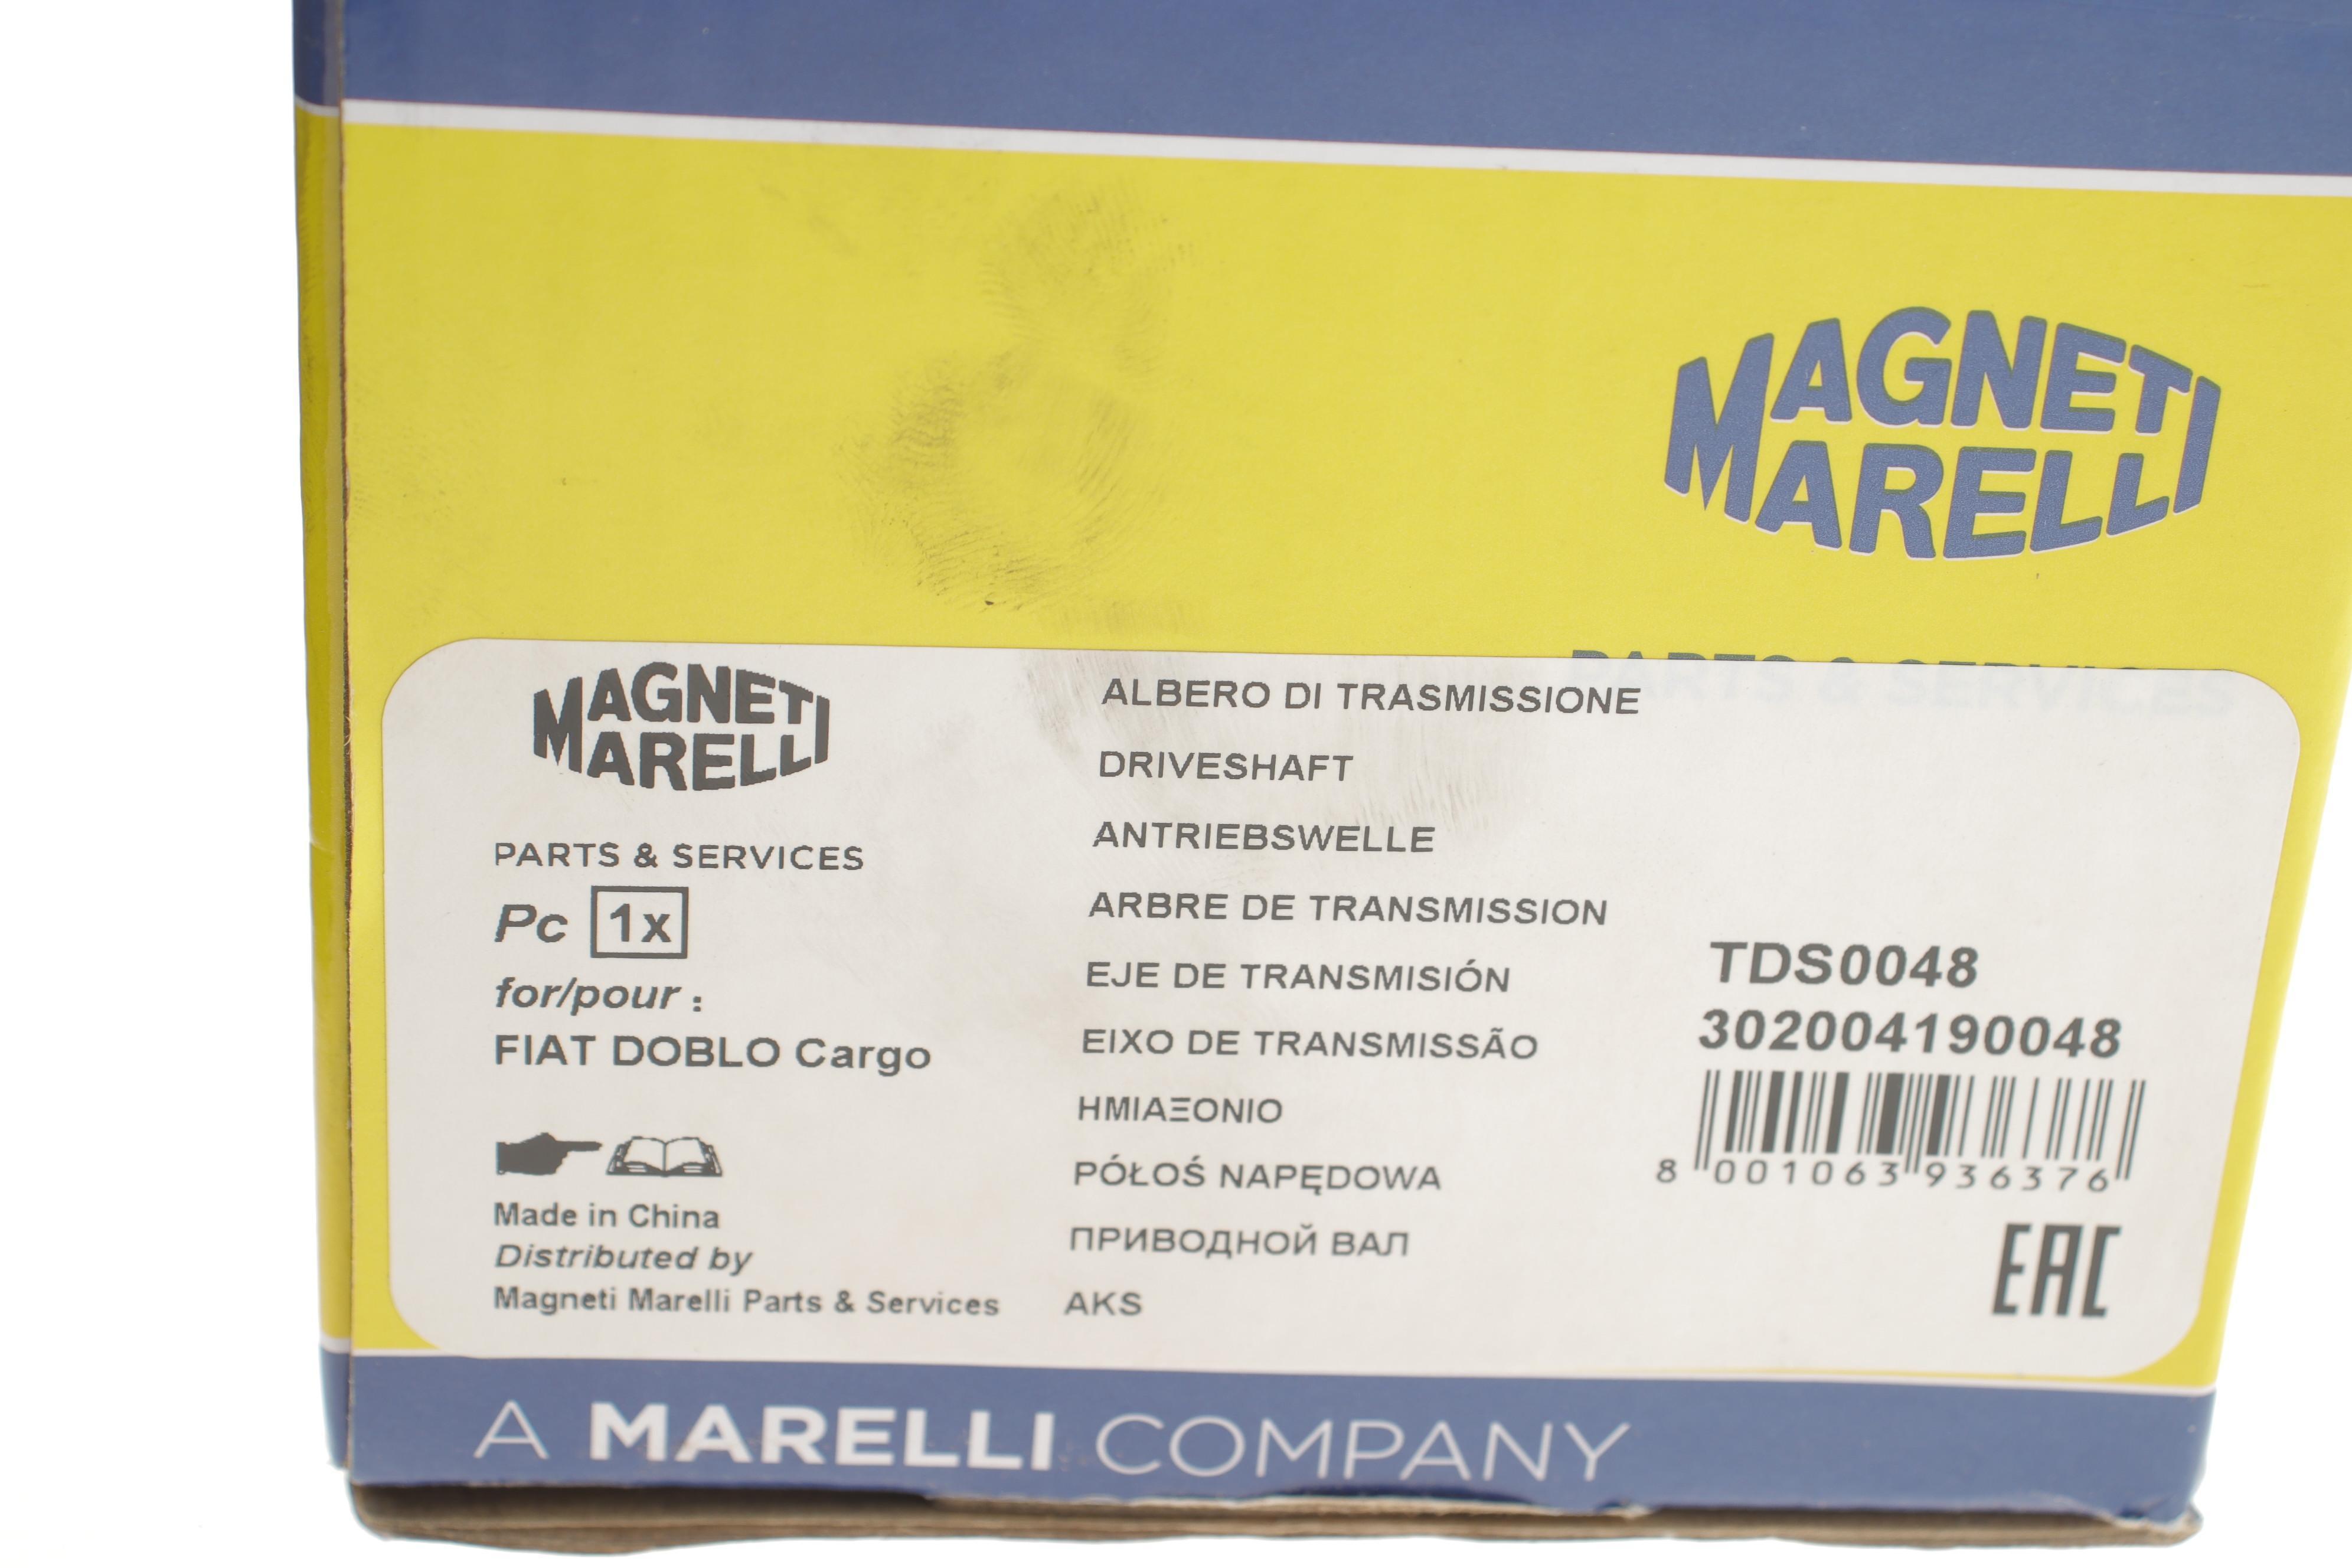 MAGNETI
MARELLI
PARTS & SERVICES
MAGNETI
MARELLI
PARTS & SERVICES
Pc 1x
for/pour :
FIAT DOBLO Cargo
Made in China
Distributed by
Magneti Marelli Parts & Services
ALBERO DI TRASMISSIONE
DRIVESHAFT
ANTRIEBSWELLE
ARBRE DE TRANSMISSION
EJE DE TRANSMISIÓN
EIXO DE TRANSMISSÃO
ΗΜΙΑΞΟΝΙΟ
PÓŁOŚ NAPĘDOWA
ПРИВОДНОЙ ВАЛ
AKS
TDS0048
302004190048
8 001063 936376
EAC
A MARELLI COMPANY